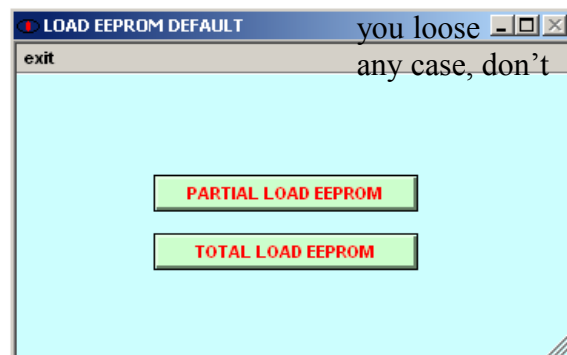 LOAD EEPROM DEFAULT
you loose
exit
any case, don’t
PARTIAL LOAD EEPROM
TOTAL LOAD EEPROM